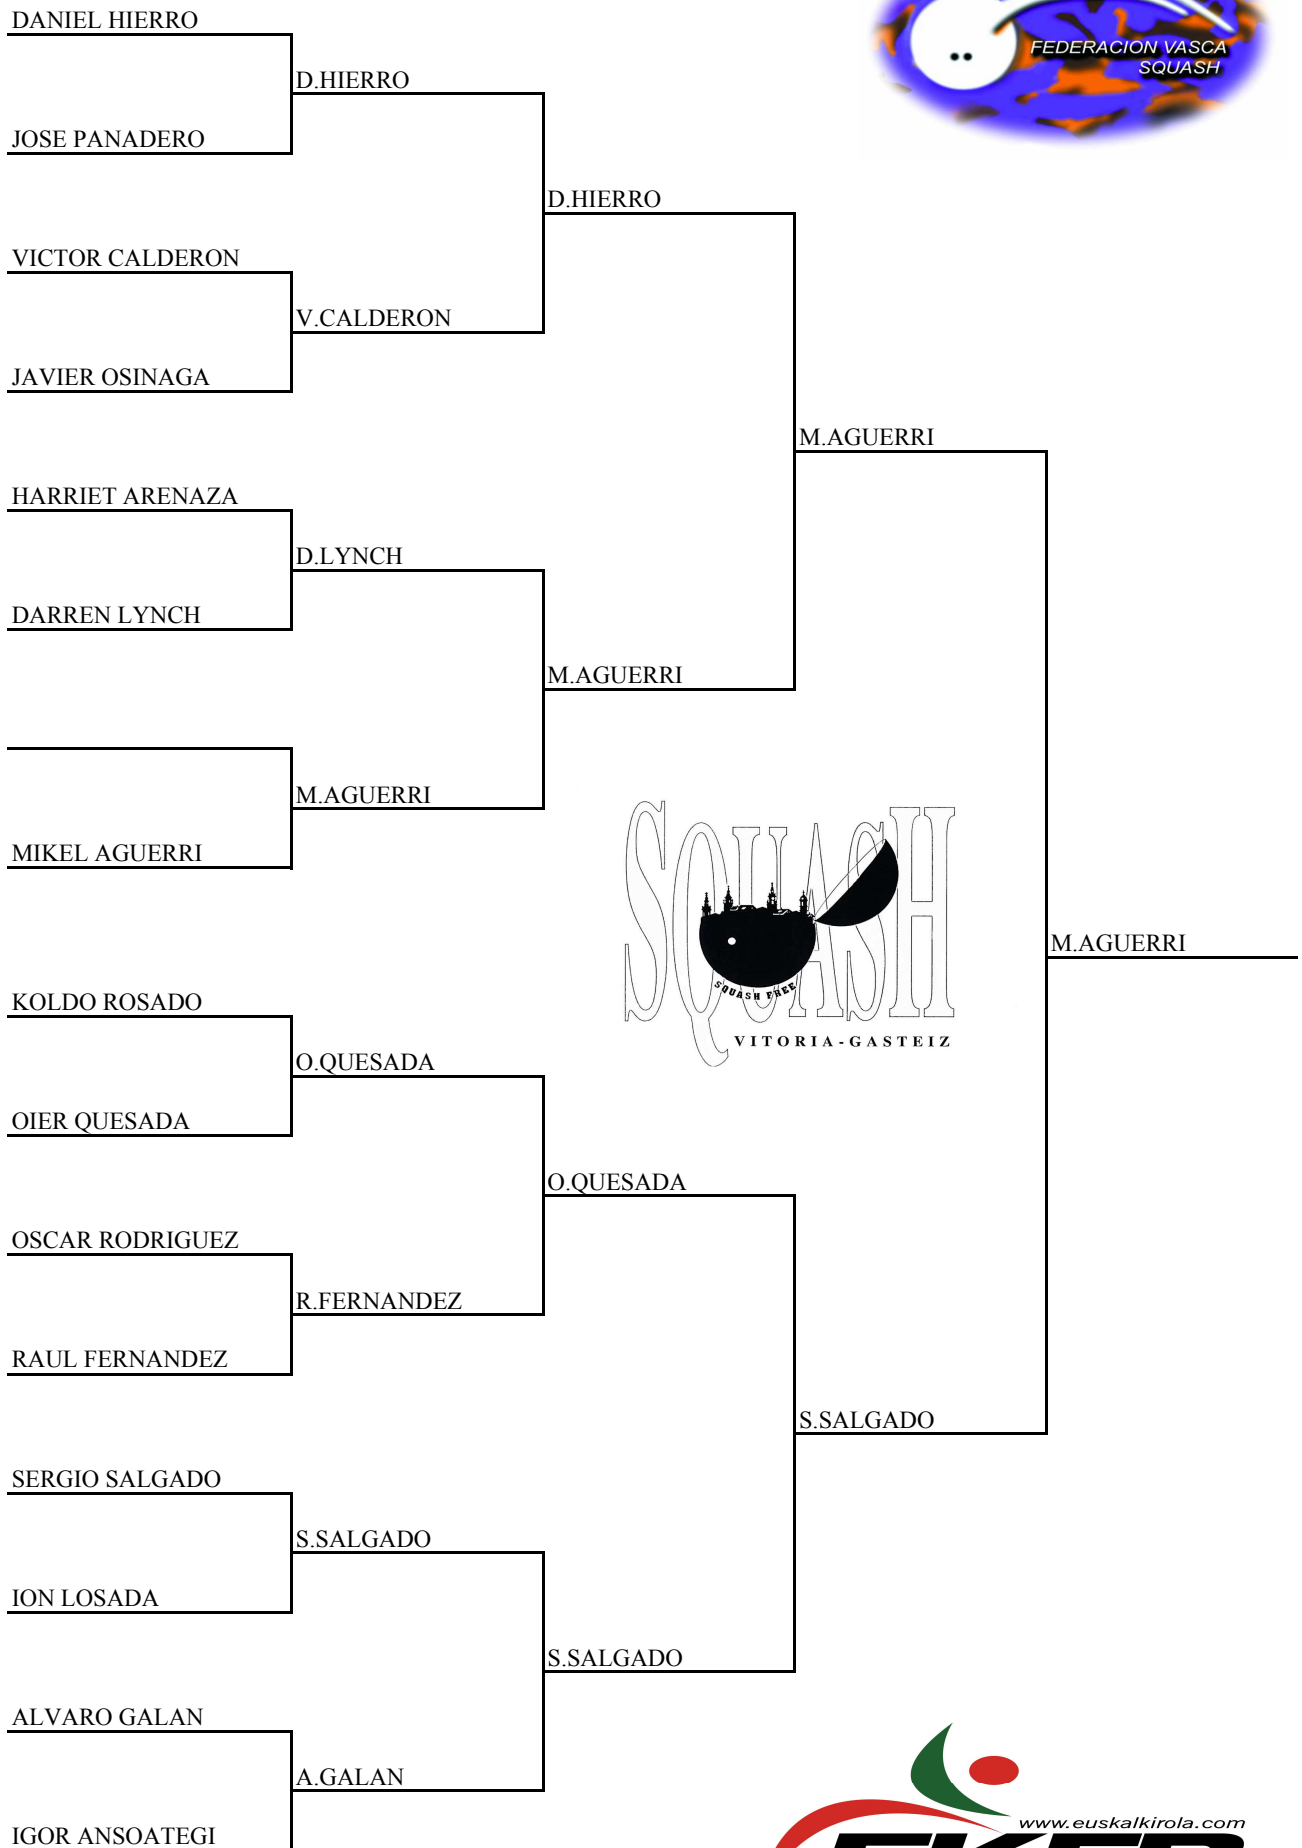 DANIEL HIERRO
FEDERACION VASCA
SQUASH
D.HIERRO
JOSE PANADERO
D.HIERRO
VICTOR CALDERON
V.CALDERON
JAVIER OSINAGA
M.AGUERRI
HARRIET ARENAZA
D.LYNCH
DARREN LYNCH
M.AGUERRI
M.AGUERRI
MIKEL AGUERRI
SQUASH
SQUASH FREE
VITORIA-GASTEIZ
M.AGUERRI
KOLDO ROSADO
O.QUESADA
OIER QUESADA
O.QUESADA
OSCAR RODRIGUEZ
R.FERNANDEZ
RAUL FERNANDEZ
S.SALGADO
SERGIO SALGADO
S.SALGADO
ION LOSADA
S.SALGADO
ALVARO GALAN
A.GALAN
IGOR ANSOATEGI
www.euskalkirola.com